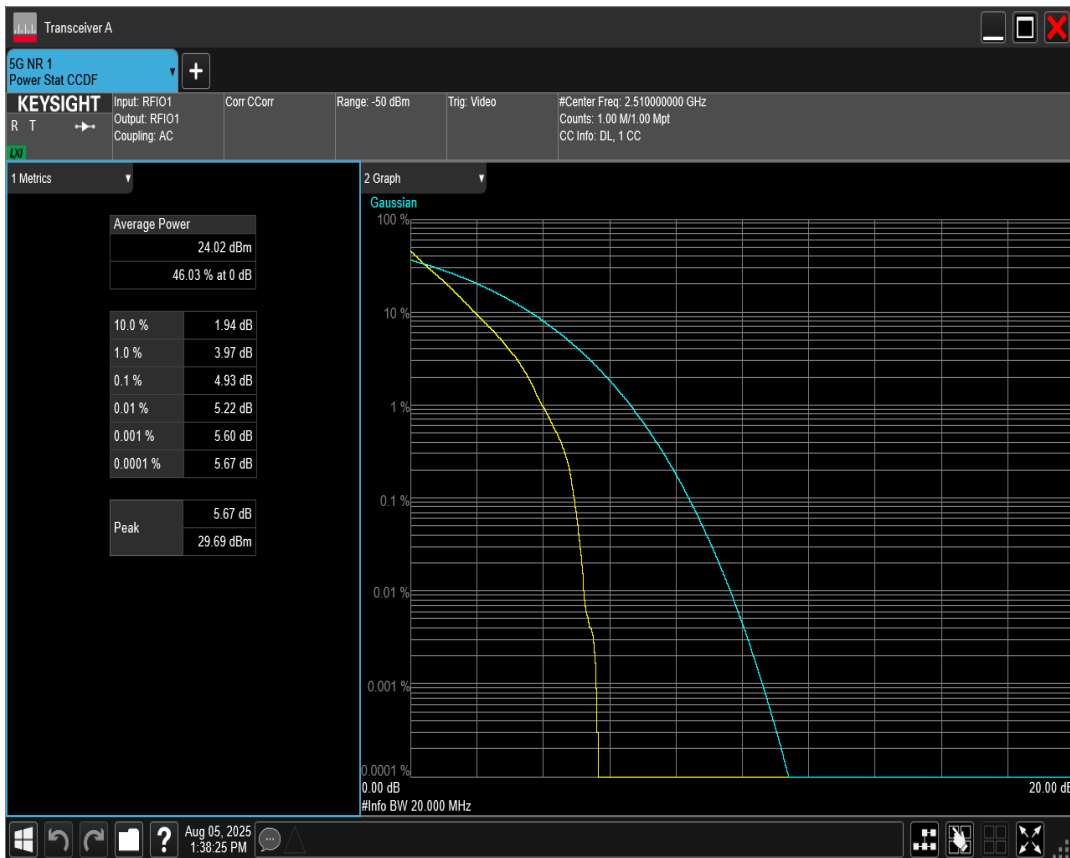 Transceiver A
5G NR 1
Power Stat CCDF
+
KEYSIGHT
R T
LXI
Input: RFIO1
Output: RFIO1
Coupling: AC
Corr CCorr
Range: -50 dBm
Trig: Video
#Center Freq: 2.510000000 GHz
Counts: 1.00 M/1.00 Mpt
CC Info: DL, 1 CC
1 Metrics
Average Power
24.02 dBm
46.03 % at 0 dB
10.0 % 1.94 dB
1.0 % 3.97 dB
0.1 % 4.93 dB
0.01 % 5.22 dB
0.001 % 5.60 dB
0.0001 % 5.67 dB
Peak
5.67 dB
29.69 dBm
2 Graph
Gaussian
100 %
10 %
1 %
0.1 %
0.01 %
0.001 %
0.0001 %
0.00 dB 20.00 dB
#Info BW 20.000 MHz
?
Aug 05, 2025
1:38:25 PM